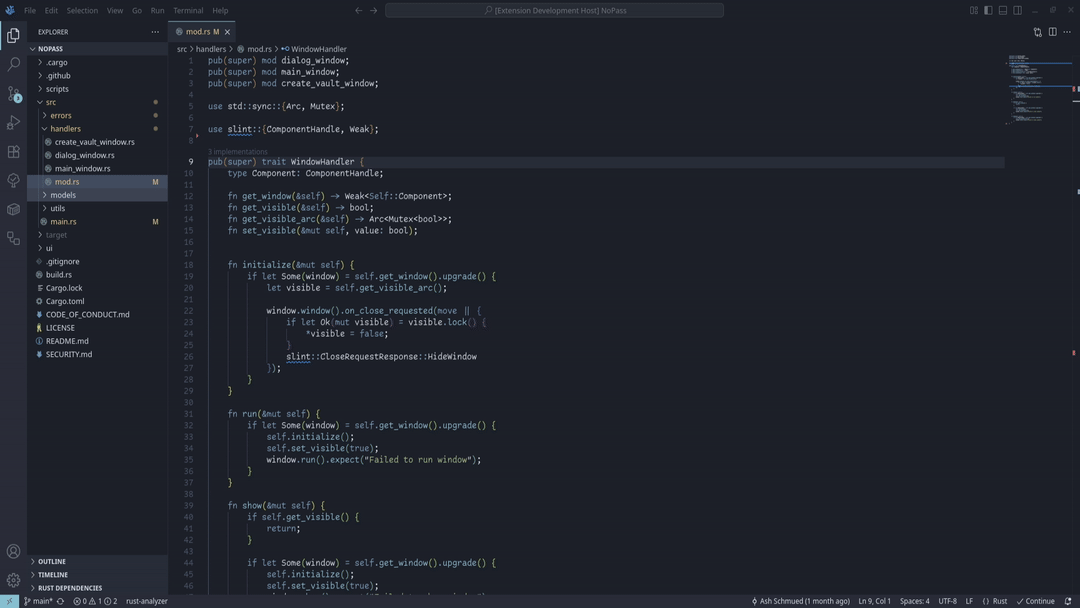 File Edit Selection View Go Run Terminal Help
[Extension Development Host] NoPass
EXPLORER
NOPASS
.cargo
.github
scripts
src
errors
handlers
create_vault_window.rs
dialog_window.rs
main_window.rs
mod.rs M
models
utils
main.rs M
target
ui
.gitignore
build.rs
Cargo.lock
Cargo.toml
CODE_OF_CONDUCT.md
LICENSE
README.md
SECURITY.md
OUTLINE
TIMELINE
RUST DEPENDENCIES
mod.rs M
src > handlers > mod.rs > WindowHandler
1 pub(super) mod dialog_window;
2 pub(super) mod main_window;
3 pub(super) mod create_vault_window;
4
5 use std::sync::{Arc, Mutex};
6
7 use slint::{ComponentHandle, Weak};
8
3 implementations
9 pub(super) trait WindowHandler {
10 type Component: ComponentHandle;
11
12 fn get_window(&self) -> Weak<Self::Component>;
13 fn get_visible(&self) -> bool;
14 fn get_visible_arc(&self) -> Arc<Mutex<bool>>;
15 fn set_visible(&mut self, value: bool);
16
17
18 fn initialize(&mut self) {
19 if let Some(window) = self.get_window().upgrade() {
20 let visible = self.get_visible_arc();
21
22 window.window().on_close_requested(move || {
23 if let Ok(mut visible) = visible.lock() {
24 *visible = false;
25 }
26 slint::CloseRequestResponse::HideWindow
27 });
28 }
29 }
30
31 fn run(&mut self) {
32 if let Some(window) = self.get_window().upgrade() {
33 self.initialize();
34 self.set_visible(true);
35 window.run().expect("Failed to run window");
36 }
37 }
38
39 fn show(&mut self) {
40 if self.get_visible() {
41 return;
42 }
43
44 if let Some(window) = self.get_window().upgrade() {
45 self.initialize();
46 self.set_visible(true);
main* 0 1 2 rust-analyzer Ash Schmued (1 month ago) Ln 9, Col 1 Spaces: 4 UTF-8 LF {} Rust Continue